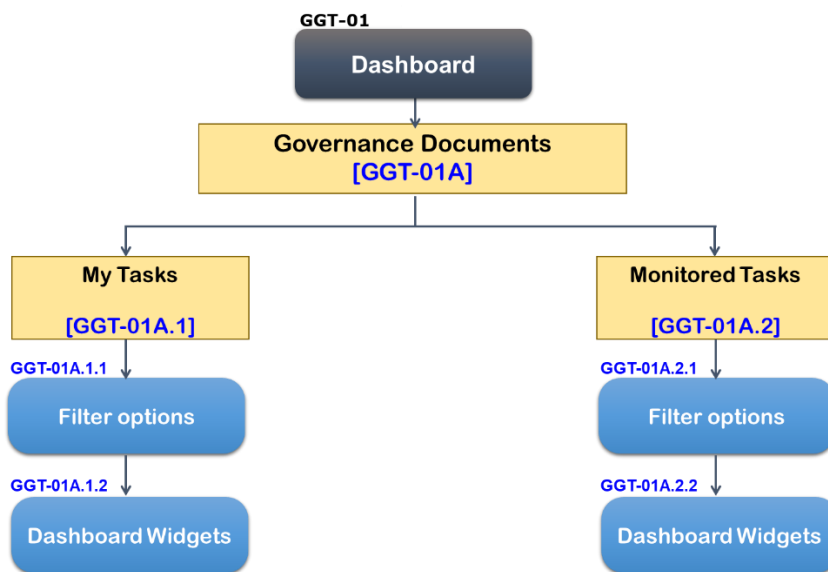 GGT-01
Dashboard
Governance Documents
[GGT-01A]
My Tasks
[GGT-01A.1]
Monitored Tasks
[GGT-01A.2]
GGT-01A.1.1
Filter options
GGT-01A.2.1
Filter options
GGT-01A.1.2
Dashboard Widgets
GGT-01A.2.2
Dashboard Widgets